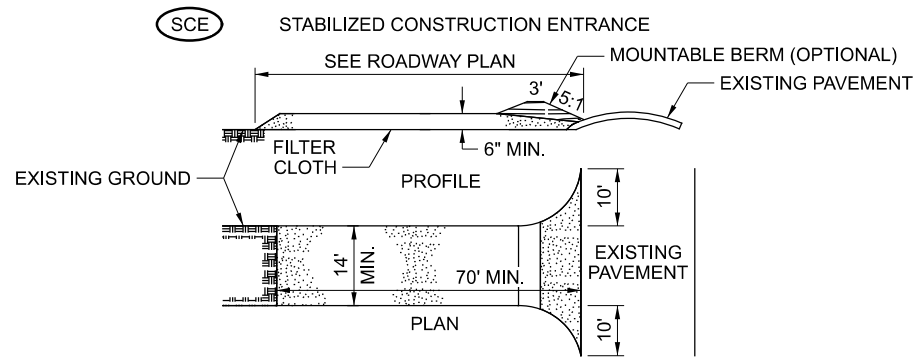 SCE
STABILIZED CONSTRUCTION ENTRANCE
SEE ROADWAY PLAN
MOUNTABLE BERM (OPTIONAL)
3'
5:1
EXISTING PAVEMENT
FILTER
CLOTH
6" MIN.
EXISTING GROUND
PROFILE
10'
14'
MIN.
70' MIN.
EXISTING
PAVEMENT
PLAN
10'